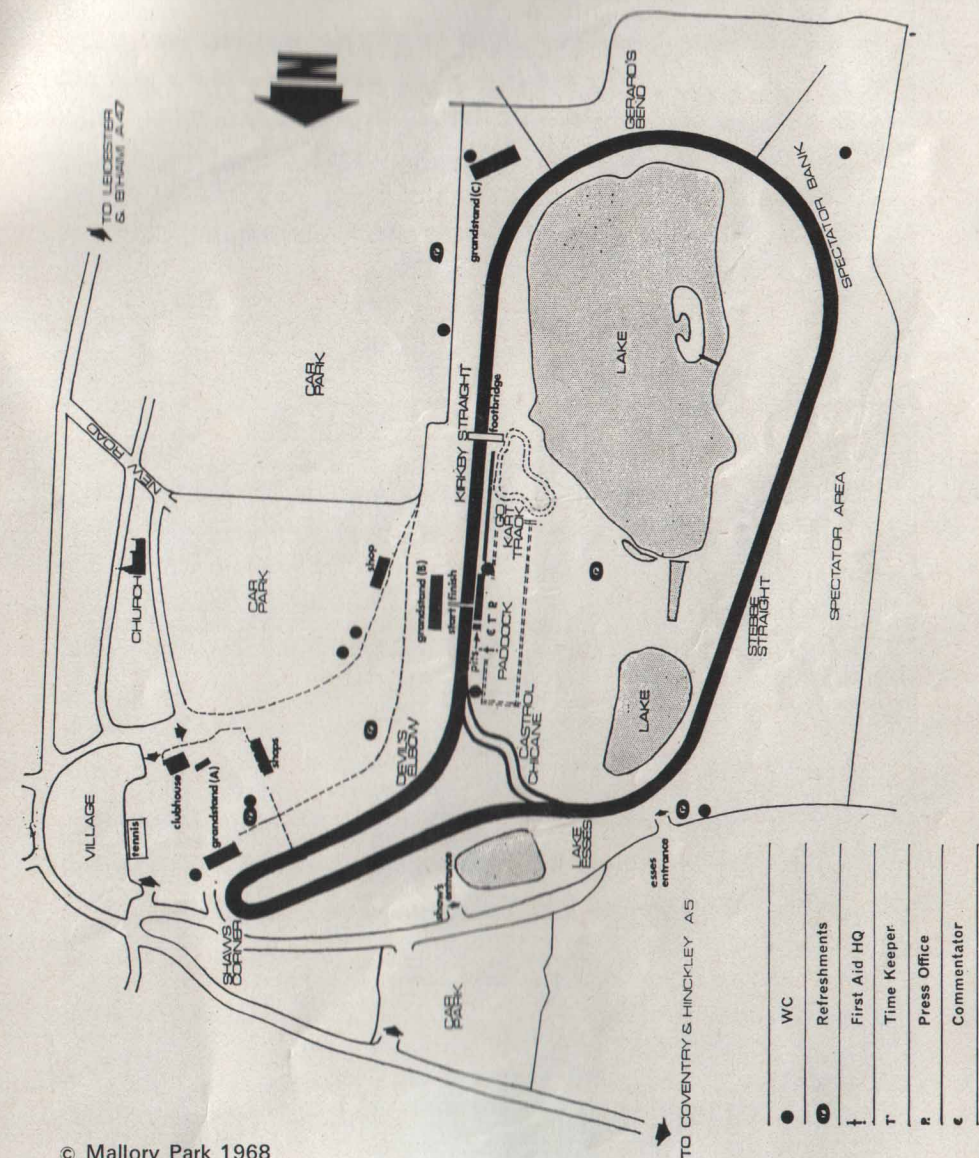 N
TO LEICESTER
& B'HAM A47
NEW ROAD
CHURCH
CAR
PARK
CAR
PARK
shop
VILLAGE
tennis
clubhouse
grandstand (A)
shops
DEVIL'S
ELBOW
SHAW'S
CORNER
shaw's
entrance
LAKE
ESSES
esses
entrance
CAR
PARK
TO COVENTRY & HINCKLEY A5
grandstand (B)
start
finish
pits
C T P
PADDOCK
CASTROL
CHICANE
GO
KART
TRACK
KIRKBY STRAIGHT
footbridge
grandstand (C)
GERARD'S
BEND
LAKE
LAKE
STEBBE
STRAIGHT
SPECTATOR BANK
SPECTATOR AREA
WC
Refreshments
First Aid HQ
T Time Keeper
P Press Office
C Commentator
© Mallory Park 1968